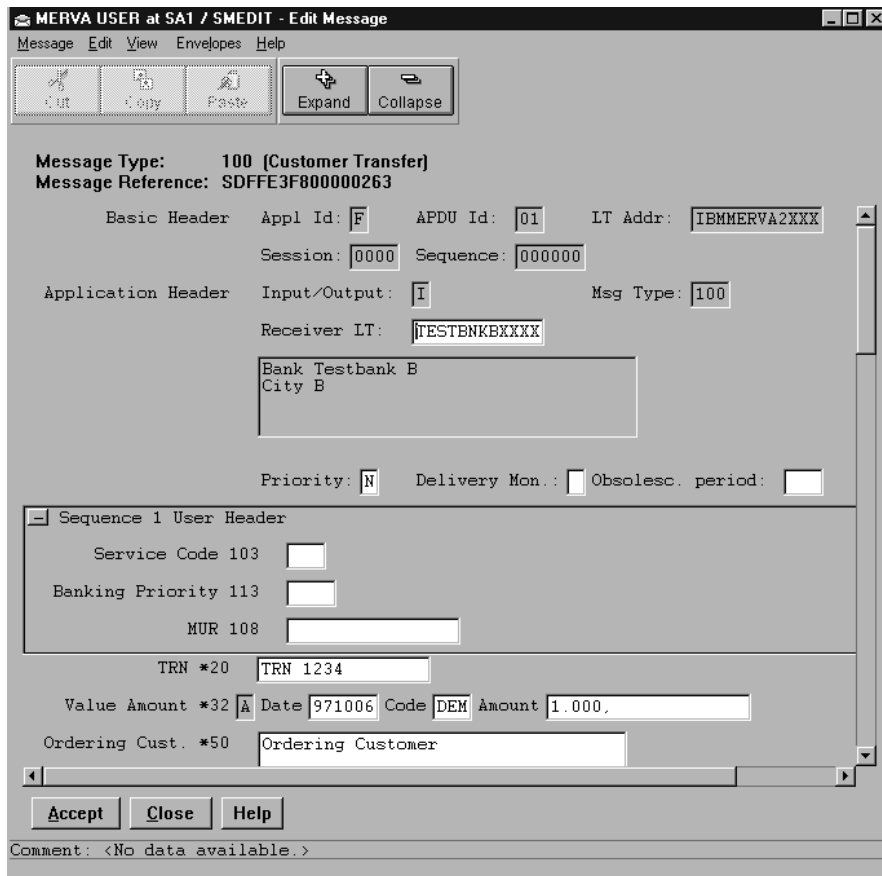 MERVA USER at SA1 / SMEDIT - Edit Message
Message Edit View Envelopes Help
Cut Copy Paste Expand Collapse
Message Type: 100 (Customer Transfer)
Message Reference: SDFFE3F800000263
Basic Header Appl Id: F APDU Id: 01 LT Addr: IBMMERVA2XXX
Session: 0000 Sequence: 000000
Application Header Input/Output: I Msg Type: 100
Receiver LT: TESTBNKBXXXX
Bank Testbank B
City B
Priority: N Delivery Mon.: Obsolesc. period:
Sequence 1 User Header
Service Code 103
Banking Priority 113
MUR 108
TRN *20 TRN 1234
Value Amount *32 A Date 971006 Code DEM Amount 1.000,
Ordering Cust. *50 Ordering Customer
Accept Close Help
Comment: <No data available.>